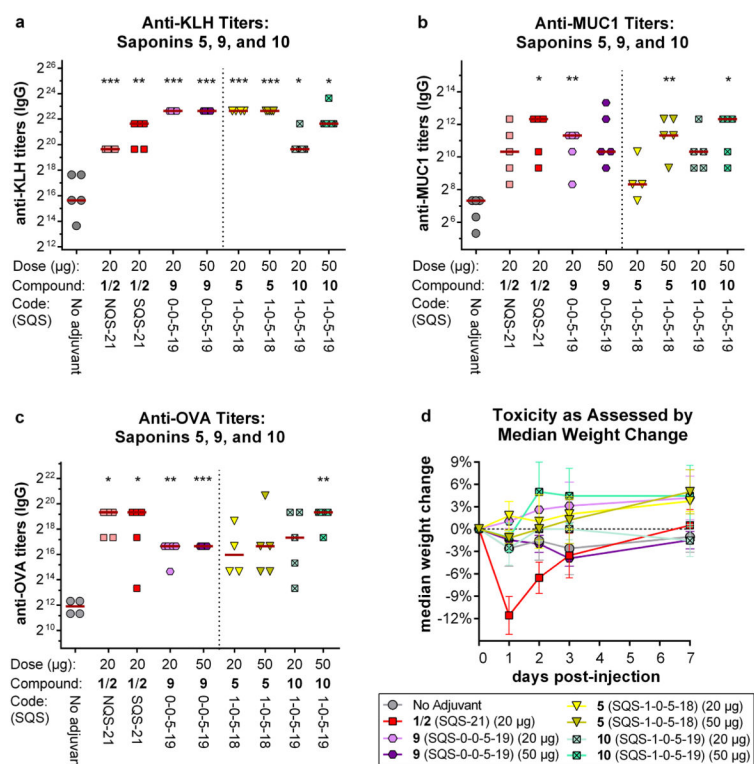 a
Anti-KLH Titers:
Saponins 5, 9, and 10
anti-KLH titers (IgG)
2^26
2^24
2^22
2^20
2^18
2^16
2^14
2^12
*** ** *** *** *** *** * *
Dose (µg): 20 20 20 50 20 50 20 50
Compound: 1/2 1/2 9 9 5 5 10 10
Code:
(SQS)
No adjuvant
NQS-21
SQS-21
0-0-5-19
0-0-5-19
1-0-5-18
1-0-5-18
1-0-5-19
1-0-5-19
b
Anti-MUC1 Titers:
Saponins 5, 9, and 10
anti-MUC1 titers (IgG)
2^14
2^12
2^10
2^8
2^6
* ** ** *
Dose (µg): 20 20 20 50 20 50 20 50
Compound: 1/2 1/2 9 9 5 5 10 10
Code:
(SQS)
No adjuvant
NQS-21
SQS-21
0-0-5-19
0-0-5-19
1-0-5-18
1-0-5-18
1-0-5-19
1-0-5-19
c
Anti-OVA Titers:
Saponins 5, 9, and 10
anti-OVA titers (IgG)
2^22
2^20
2^18
2^16
2^14
2^12
2^10
* * ** *** **
Dose (µg): 20 20 20 50 20 50 20 50
Compound: 1/2 1/2 9 9 5 5 10 10
Code:
(SQS)
No adjuvant
NQS-21
SQS-21
0-0-5-19
0-0-5-19
1-0-5-18
1-0-5-18
1-0-5-19
1-0-5-19
d
Toxicity as Assessed by
Median Weight Change
median weight change
9%
6%
3%
0%
-3%
-6%
-9%
-12%
0 1 2 3 7
days post-injection
No Adjuvant
1/2 (SQS-21) (20 µg)
9 (SQS-0-0-5-19) (20 µg)
9 (SQS-0-0-5-19) (50 µg)
5 (SQS-1-0-5-18) (20 µg)
5 (SQS-1-0-5-18) (50 µg)
10 (SQS-1-0-5-19) (20 µg)
10 (SQS-1-0-5-19) (50 µg)